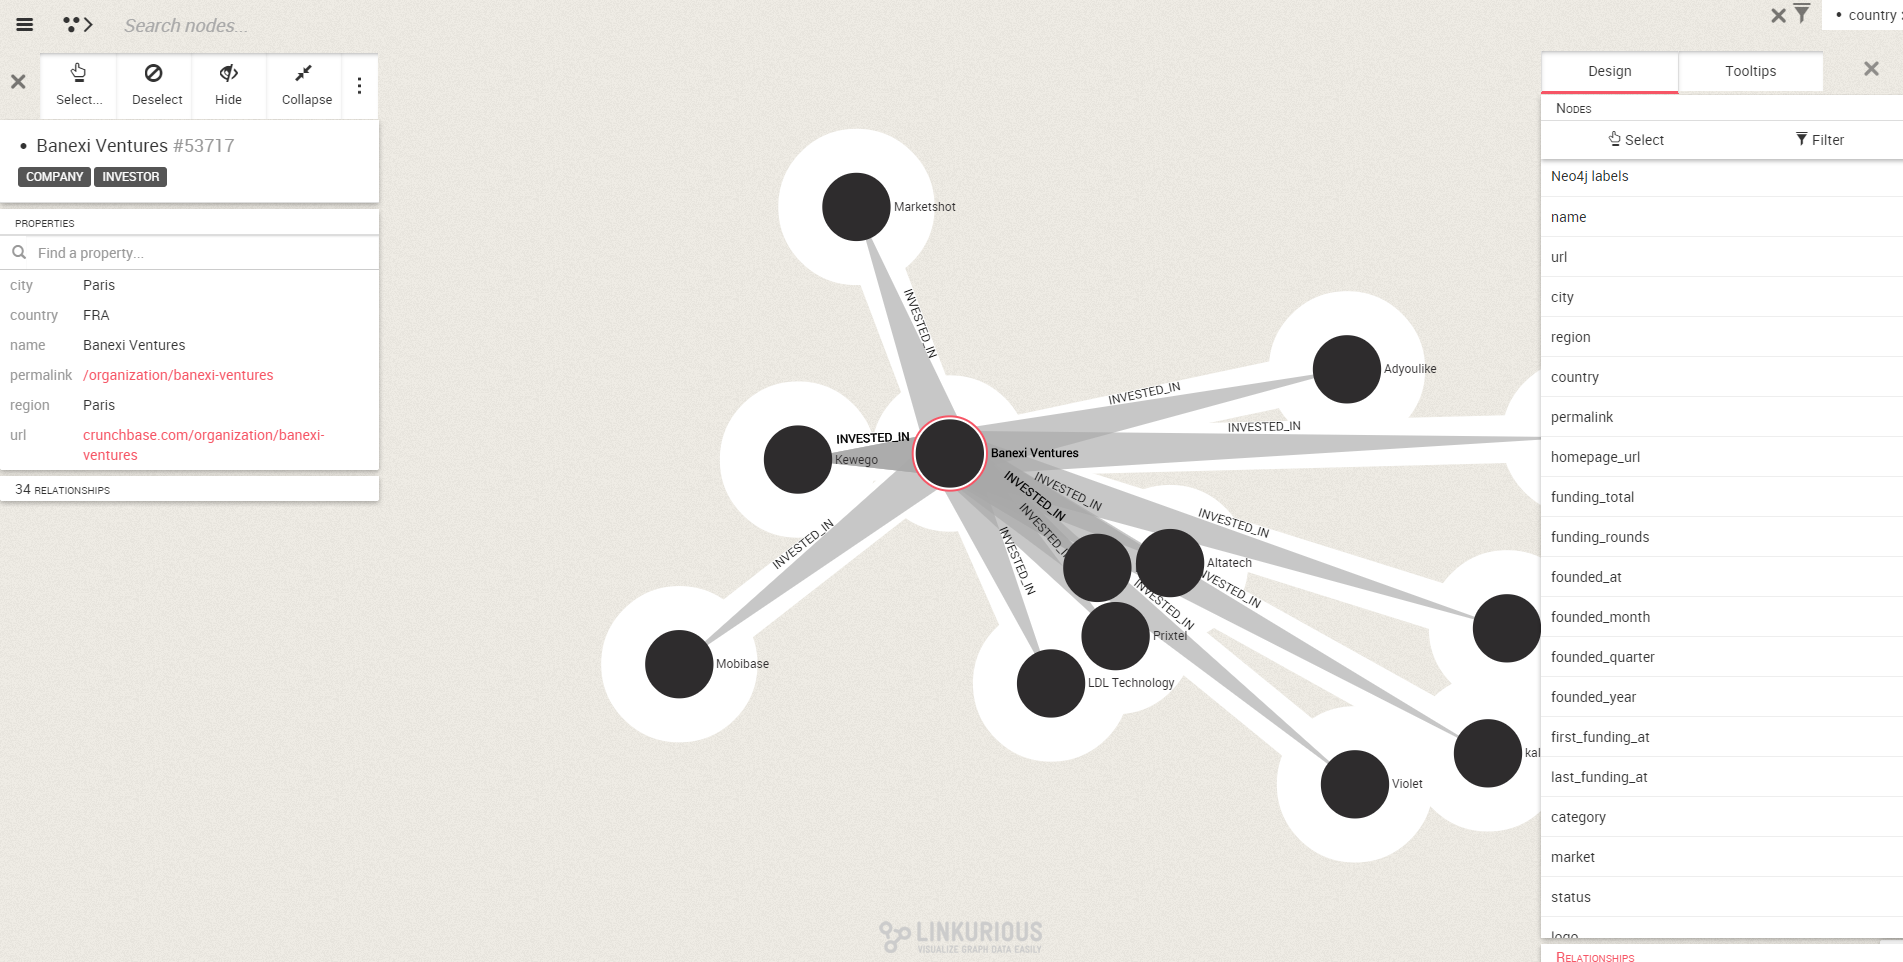 Search nodes...
• country
Select...
Deselect
Hide
Collapse
• Banexi Ventures #53717
COMPANY INVESTOR
PROPERTIES
Find a property...
city Paris
country FRA
name Banexi Ventures
permalink /organization/banexi-ventures
region Paris
url crunchbase.com/organization/banexi-
ventures
34 RELATIONSHIPS
Marketshot
INVESTED_IN
Adyoulike
INVESTED_IN
INVESTED_IN
INVESTED_IN
Kewego
Banexi Ventures
INVESTED_IN
INVESTED_IN
INVESTED_IN
INVESTED_IN
INVESTED_IN
INVESTED_IN
Altatech
INVESTED_IN
INVESTED_IN
Prixtel
Mobibase
LDL Technology
Violet
kal
LINKURIOUS
VISUALIZE GRAPH DATA EASILY
Design
Tooltips
NODES
Select
Filter
Neo4j labels
name
url
city
region
country
permalink
homepage_url
funding_total
funding_rounds
founded_at
founded_month
founded_quarter
founded_year
first_funding_at
last_funding_at
category
market
status
logo
RELATIONSHIPS